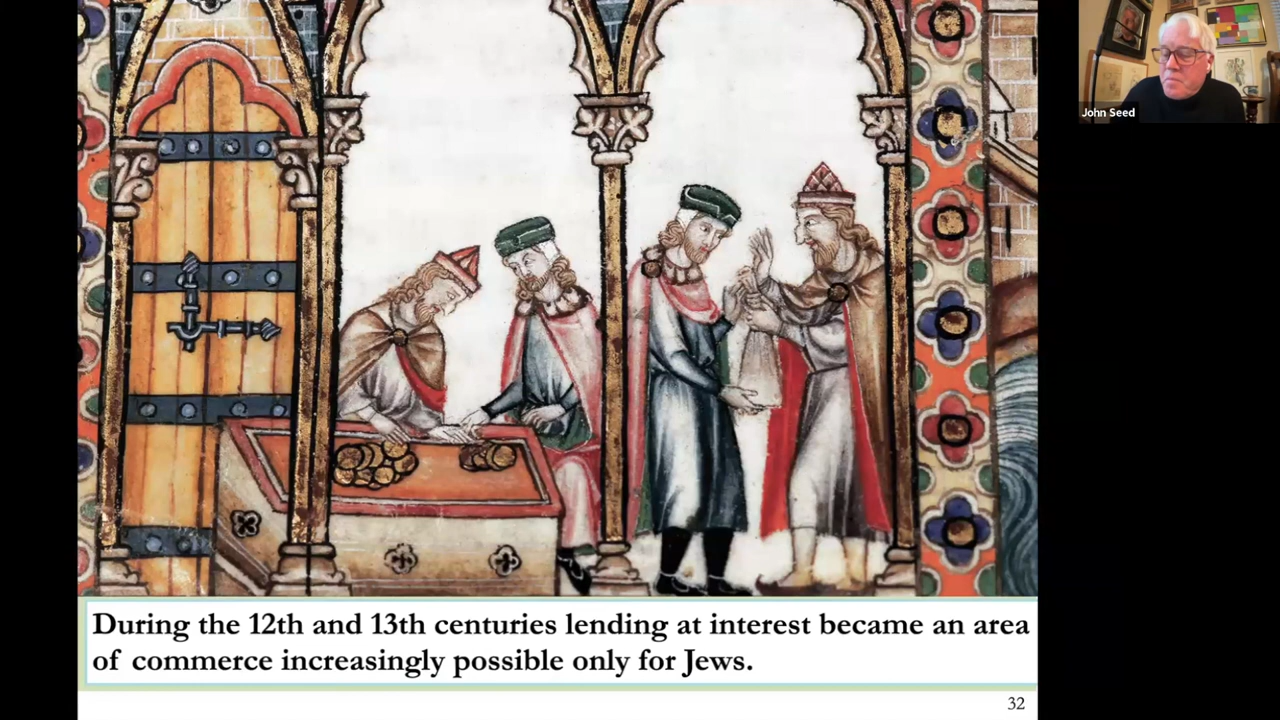 John Seed
During the 12th and 13th centuries lending at interest became an area
of commerce increasingly possible only for Jews.
32